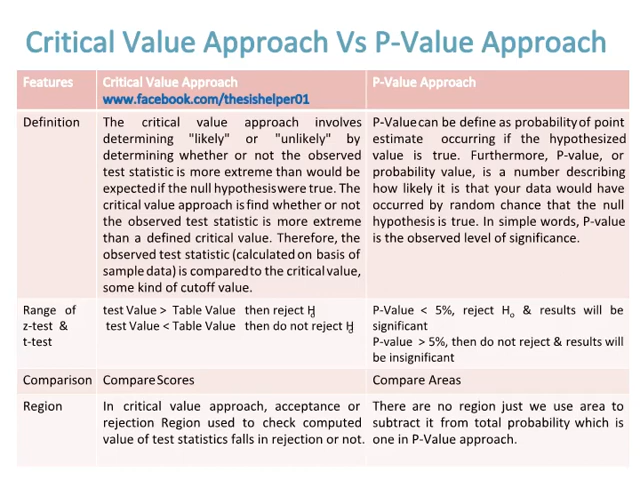 Critical Value Approach Vs P-Value Approach
Features
Critical Value Approach
www.facebook.com/thesishelper01
P-Value Approach
Definition
The critical value approach involves
determining "likely" or "unlikely" by
determining whether or not the observed
test statistic is more extreme than would be
expected if the null hypothesis were true. The
critical value approach is find whether or not
the observed test statistic is more extreme
than a defined critical value. Therefore, the
observed test statistic (calculated on basis of
sample data) is compared to the critical value,
some kind of cutoff value.
P-Value can be define as probability of point
estimate occurring if the hypothesized
value is true. Furthermore, P-value, or
probability value, is a number describing
how likely it is that your data would have
occurred by random chance that the null
hypothesis is true. In simple words, P-value
is the observed level of significance.
Range of
z-test &
t-test
test Value > Table Value then reject H₀
test Value < Table Value then do not reject H₀
P-Value < 5%, reject Hₒ & results will be
significant
P-value > 5%, then do not reject & results will
be insignificant
Comparison
Compare Scores
Compare Areas
Region
In critical value approach, acceptance or
rejection Region used to check computed
value of test statistics falls in rejection or not.
There are no region just we use area to
subtract it from total probability which is
one in P-Value approach.